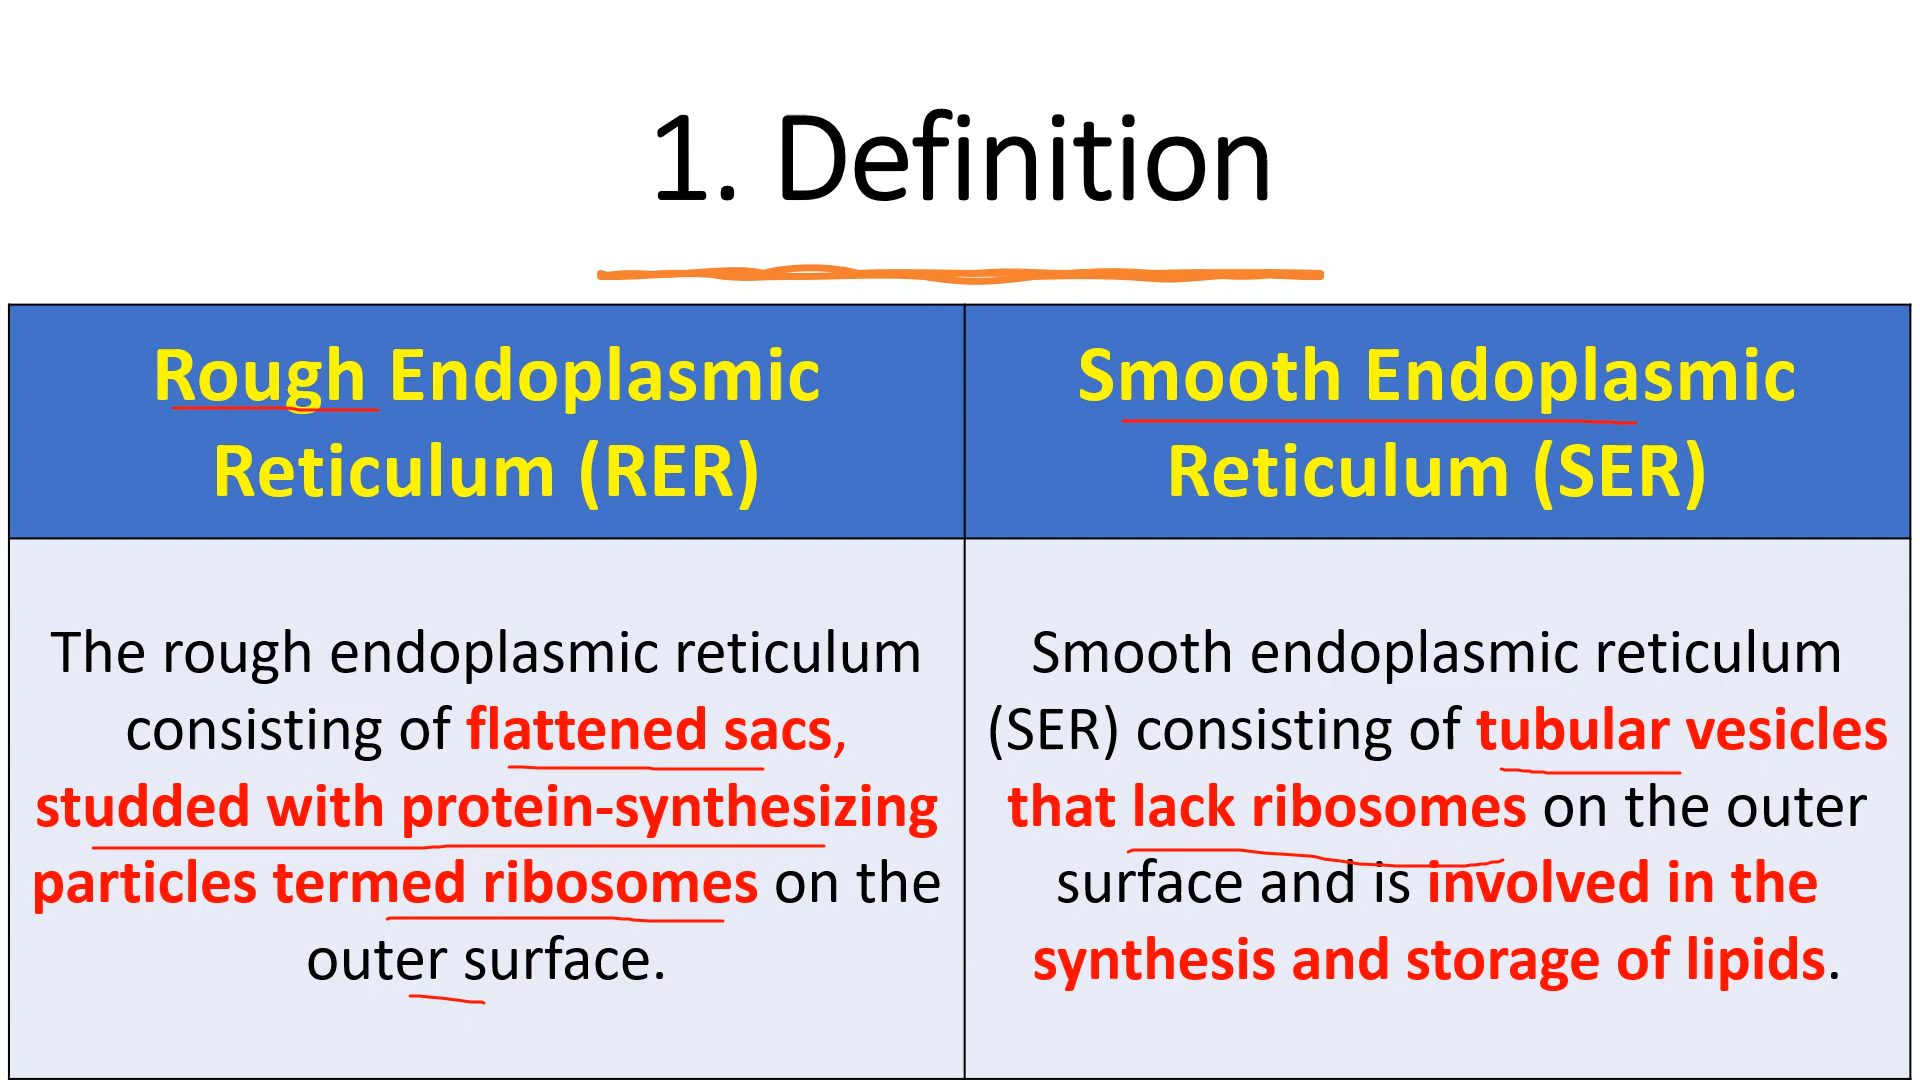 1. Definition
Rough Endoplasmic
Reticulum (RER)
Smooth Endoplasmic
Reticulum (SER)
The rough endoplasmic reticulum
consisting of flattened sacs,
studded with protein-synthesizing
particles termed ribosomes on the
outer surface.
Smooth endoplasmic reticulum
(SER) consisting of tubular vesicles
that lack ribosomes on the outer
surface and is involved in the
synthesis and storage of lipids.